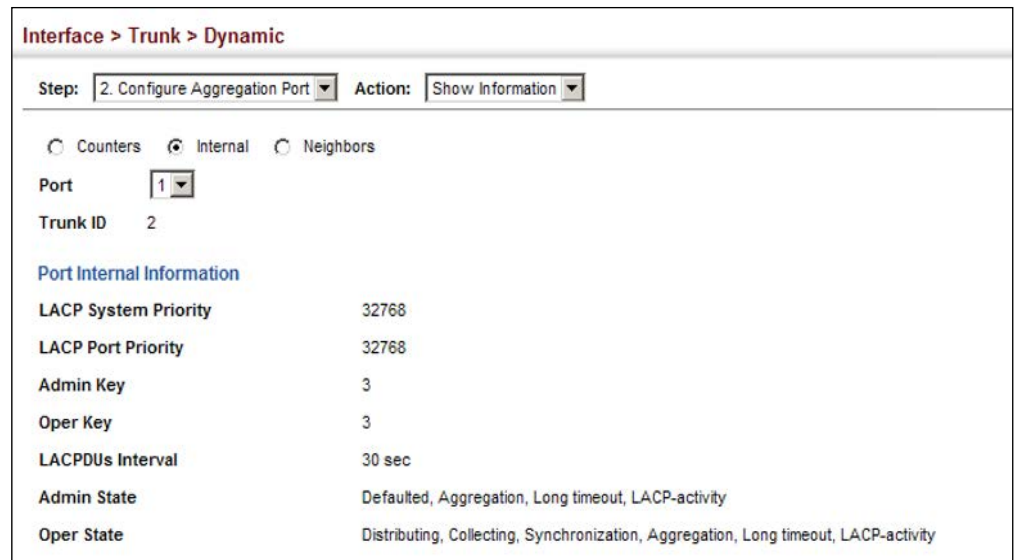 Interface > Trunk > Dynamic
Step: 2. Configure Aggregation Port Action: Show Information
Counters Internal Neighbors
Port 1
Trunk ID 2
Port Internal Information
LACP System Priority 32768
LACP Port Priority 32768
Admin Key 3
Oper Key 3
LACPDUs Interval 30 sec
Admin State Defaulted, Aggregation, Long timeout, LACP-activity
Oper State Distributing, Collecting, Synchronization, Aggregation, Long timeout, LACP-activity